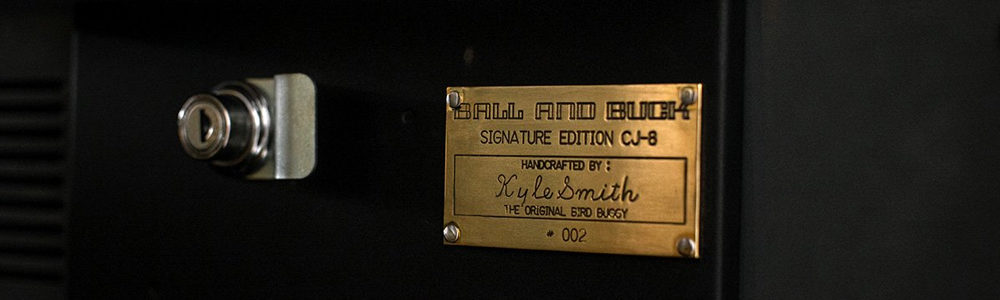 BALL AND BUCK
SIGNATURE EDITION CJ-8
HANDCRAFTED BY :
Kyle Smith
THE ORIGINAL BIRD BUGGY
# 002